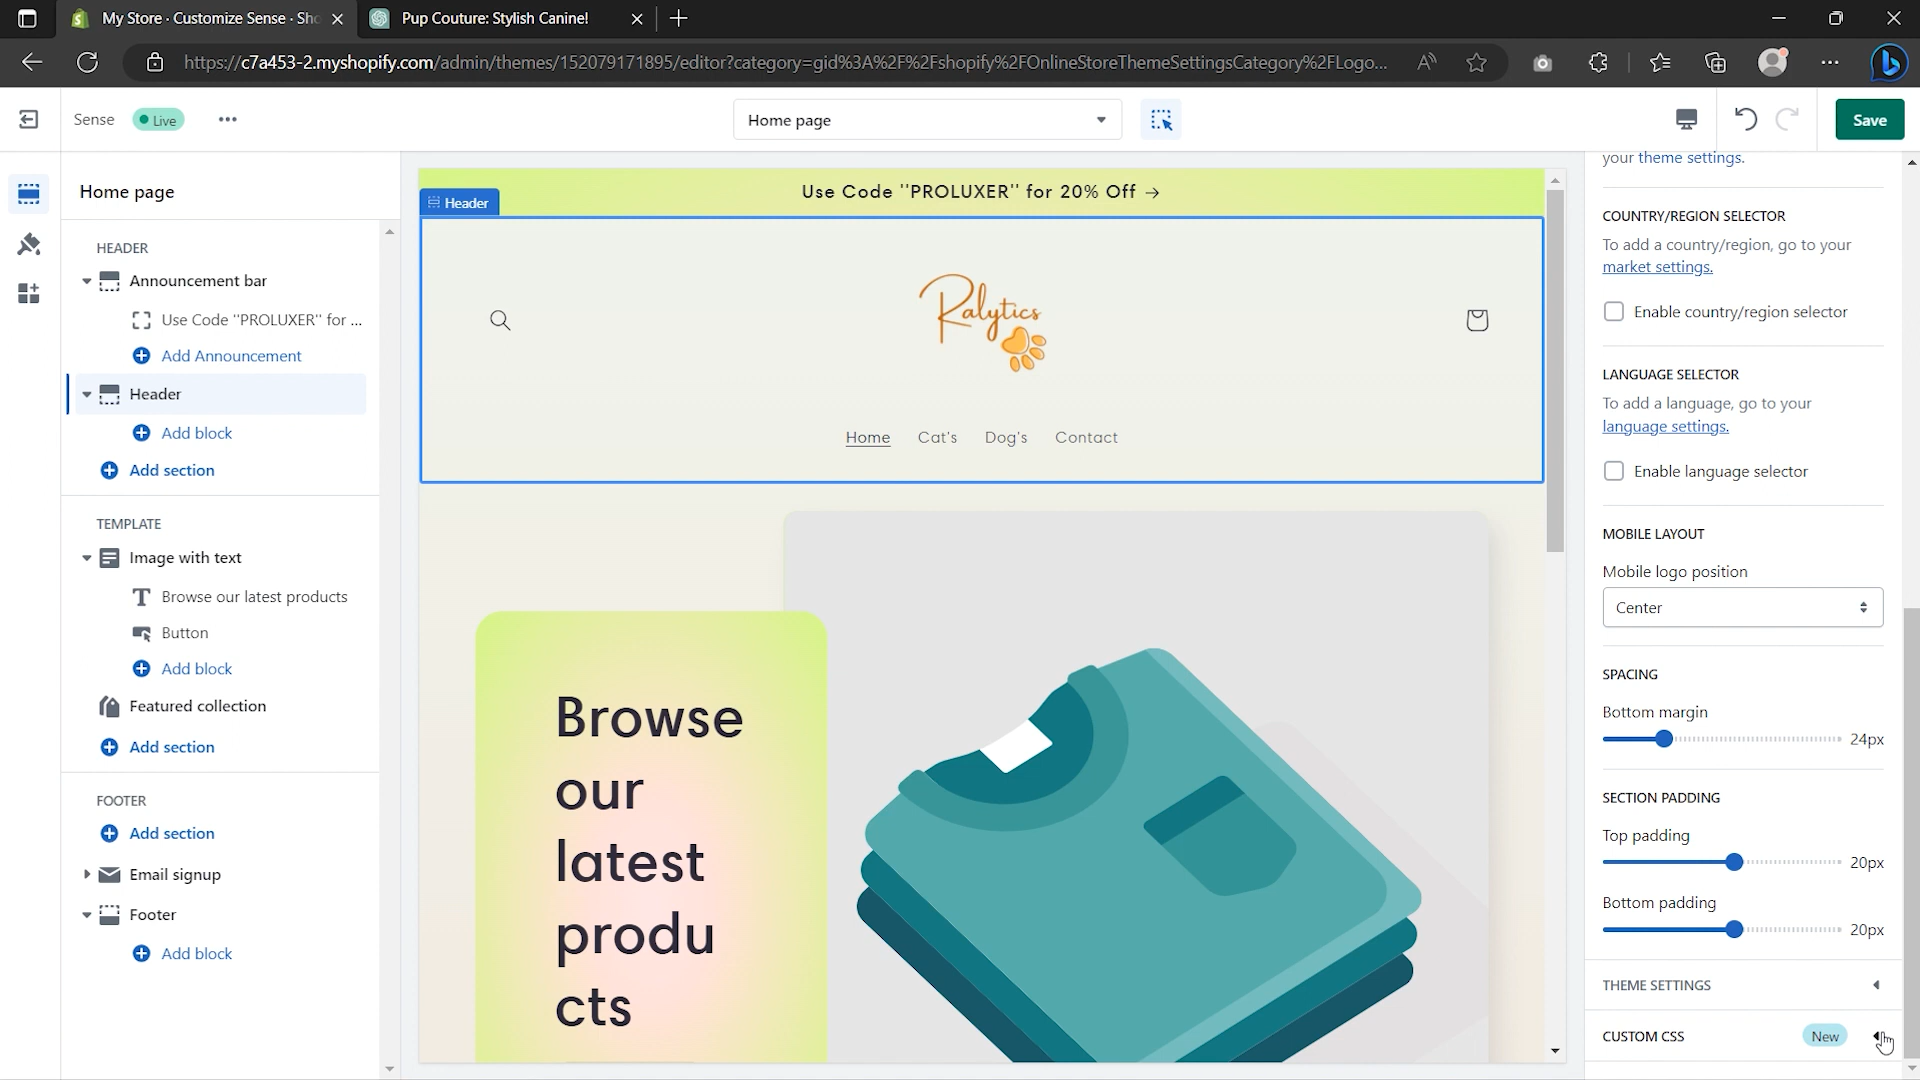 My Store · Customize Sense · Sho
Pup Couture: Stylish Canine!
https://c7a453-2.myshopify.com/admin/themes/152079171895/editor?category=gid%3A%2F%2Fshopify%2FOnlineStoreThemeSettingsCategory%2FLogo...
Sense
Live
Home page
Save
Home page
HEADER
Announcement bar
Use Code "PROLUXER" for ...
Add Announcement
Header
Add block
Add section
TEMPLATE
Image with text
Browse our latest products
Button
Add block
Featured collection
Add section
FOOTER
Add section
Email signup
Footer
Add block
Use Code ''PROLUXER'' for 20% Off →
Header
Ralytics
Home
Cat's
Dog's
Contact
Browse
our
latest
produ
cts
your theme settings.
COUNTRY/REGION SELECTOR
To add a country/region, go to your
market settings.
Enable country/region selector
LANGUAGE SELECTOR
To add a language, go to your
language settings.
Enable language selector
MOBILE LAYOUT
Mobile logo position
Center
SPACING
Bottom margin
24px
SECTION PADDING
Top padding
20px
Bottom padding
20px
THEME SETTINGS
CUSTOM CSS
New